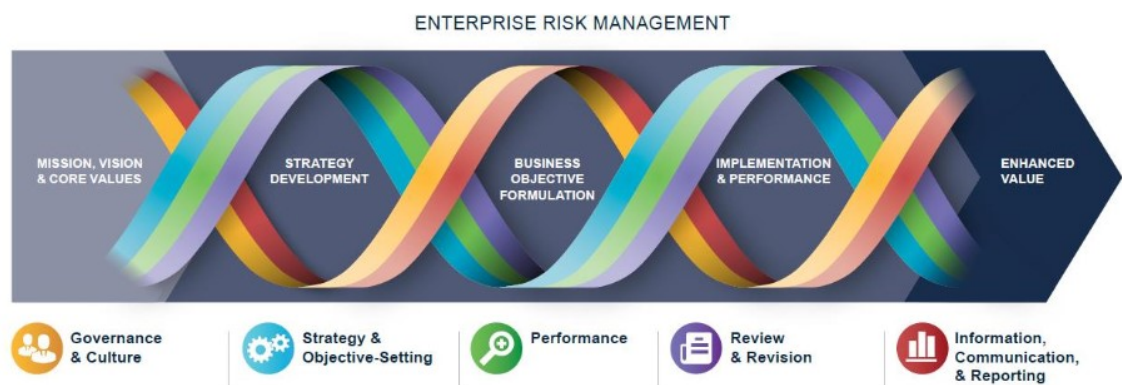 ENTERPRISE RISK MANAGEMENT
MISSION, VISION
& CORE VALUES
STRATEGY
DEVELOPMENT
BUSINESS
OBJECTIVE
FORMULATION
IMPLEMENTATION
& PERFORMANCE
ENHANCED
VALUE
Governance
& Culture
Strategy &
Objective-Setting
Performance
Review
& Revision
Information,
Communication,
& Reporting